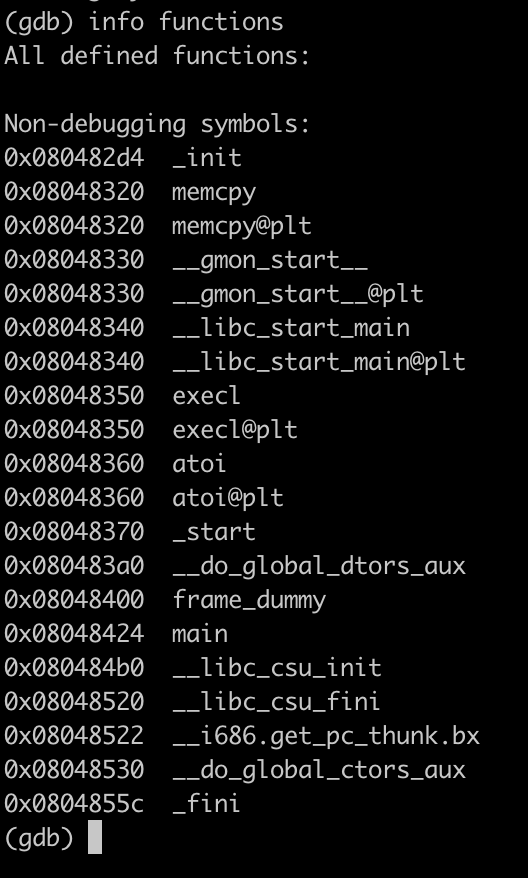 (gdb) info functions
All defined functions:
Non-debugging symbols:
0x080482d4  _init
0x08048320  memcpy
0x08048320  memcpy@plt
0x08048330  __gmon_start__
0x08048330  __gmon_start__@plt
0x08048340  __libc_start_main
0x08048340  __libc_start_main@plt
0x08048350  execl
0x08048350  execl@plt
0x08048360  atoi
0x08048360  atoi@plt
0x08048370  _start
0x080483a0  __do_global_dtors_aux
0x08048400  frame_dummy
0x08048424  main
0x080484b0  __libc_csu_init
0x08048520  __libc_csu_fini
0x08048522  __i686.get_pc_thunk.bx
0x08048530  __do_global_ctors_aux
0x0804855c  _fini
(gdb)